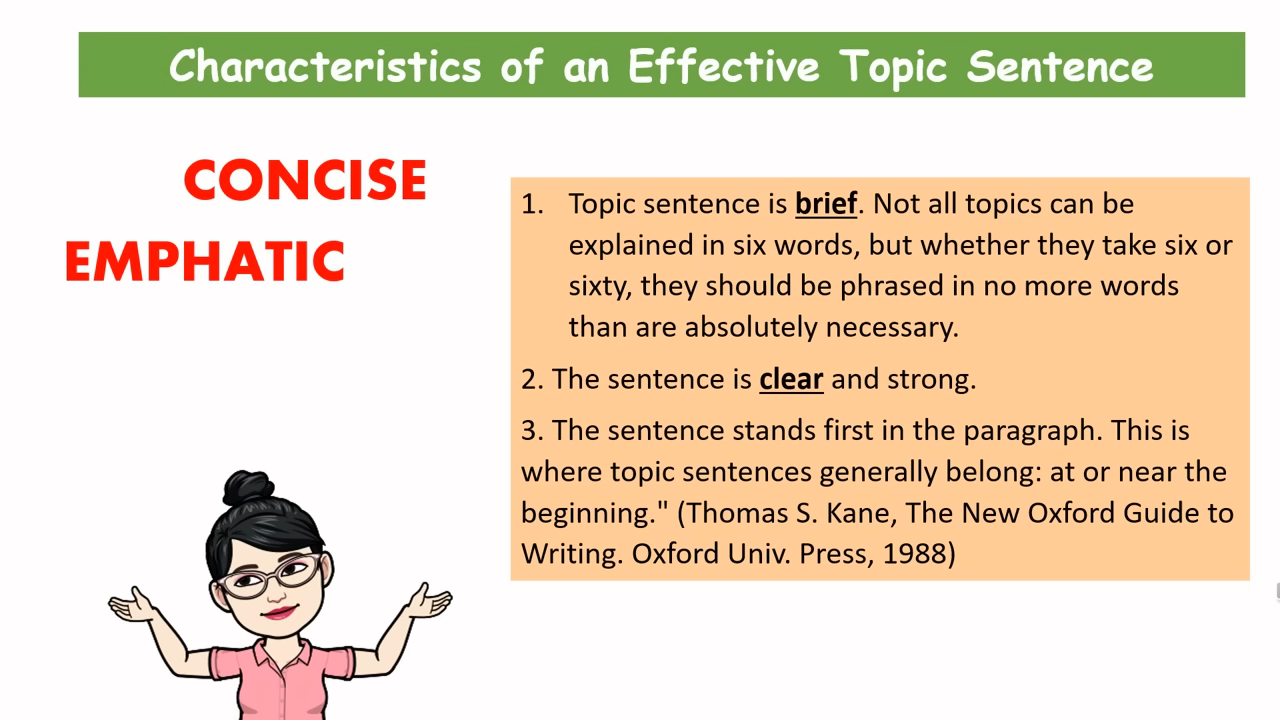 Characteristics of an Effective Topic Sentence
CONCISE
EMPHATIC
1. Topic sentence is brief. Not all topics can be
explained in six words, but whether they take six or
sixty, they should be phrased in no more words
than are absolutely necessary.
2. The sentence is clear and strong.
3. The sentence stands first in the paragraph. This is
where topic sentences generally belong: at or near the
beginning." (Thomas S. Kane, The New Oxford Guide to
Writing. Oxford Univ. Press, 1988)